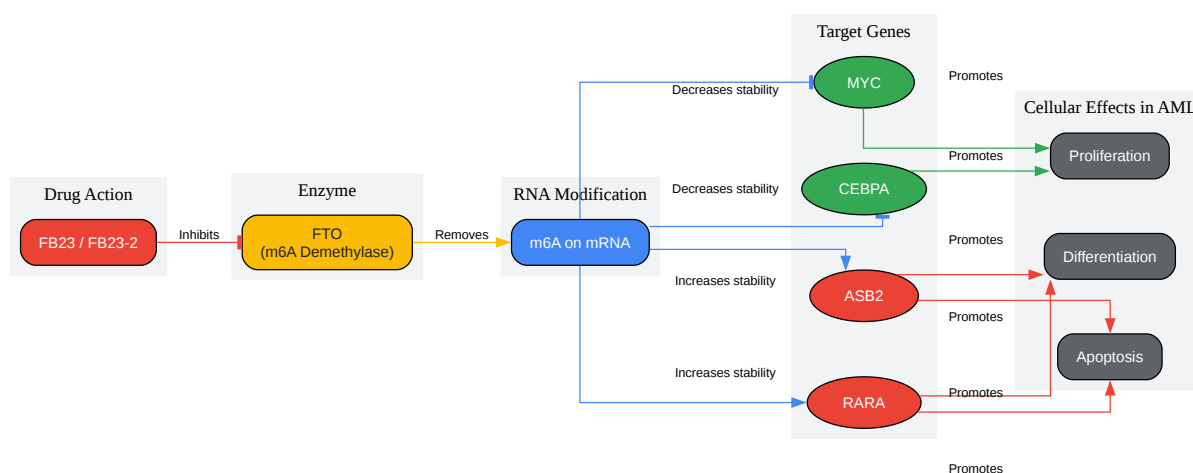 Drug Action
FB23 / FB23-2
Inhibits
Enzyme
FTO
(m6A Demethylase)
Removes
RNA Modification
m6A on mRNA
Decreases stability
Decreases stability
Increases stability
Increases stability
Target Genes
MYC
CEBPA
ASB2
RARA
Promotes
Promotes
Promotes
Promotes
Promotes
Promotes
Cellular Effects in AML
Proliferation
Differentiation
Apoptosis